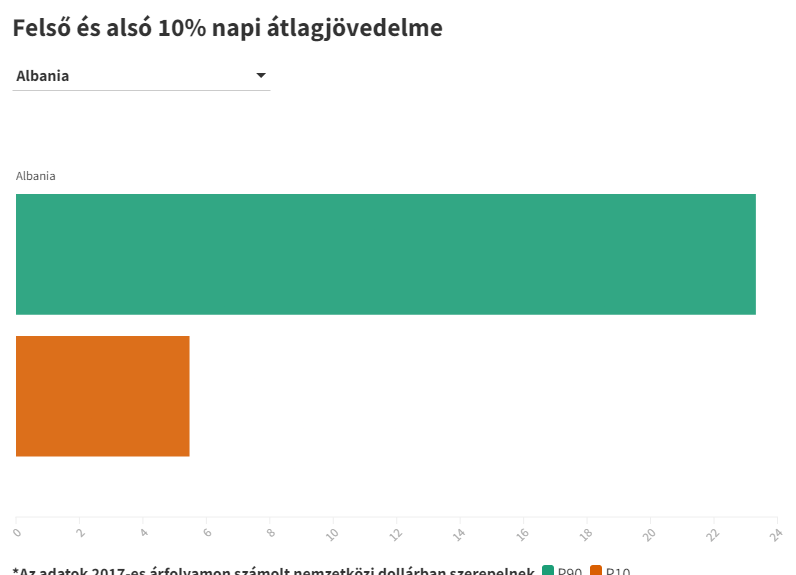 Felső és alsó 10% napi átlagjövedelme
Albania
Albania
0 2 4 6 8 10 12 14 16 18 20 22 24
*Az adatok 2017-es árfolyamon számolt nemzetközi dollárban szerepelnek P90 P10